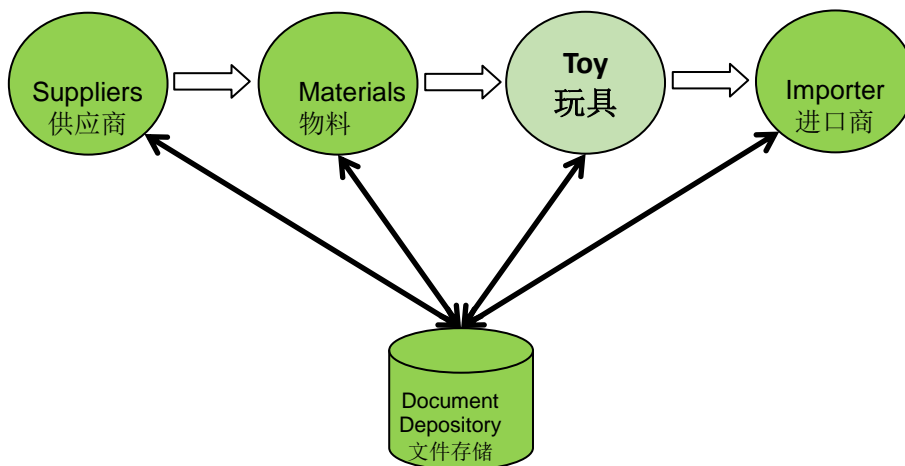 Suppliers
供应商
Materials
物料
Toy
玩具
Importer
进口商
Document
Depository
文件存储